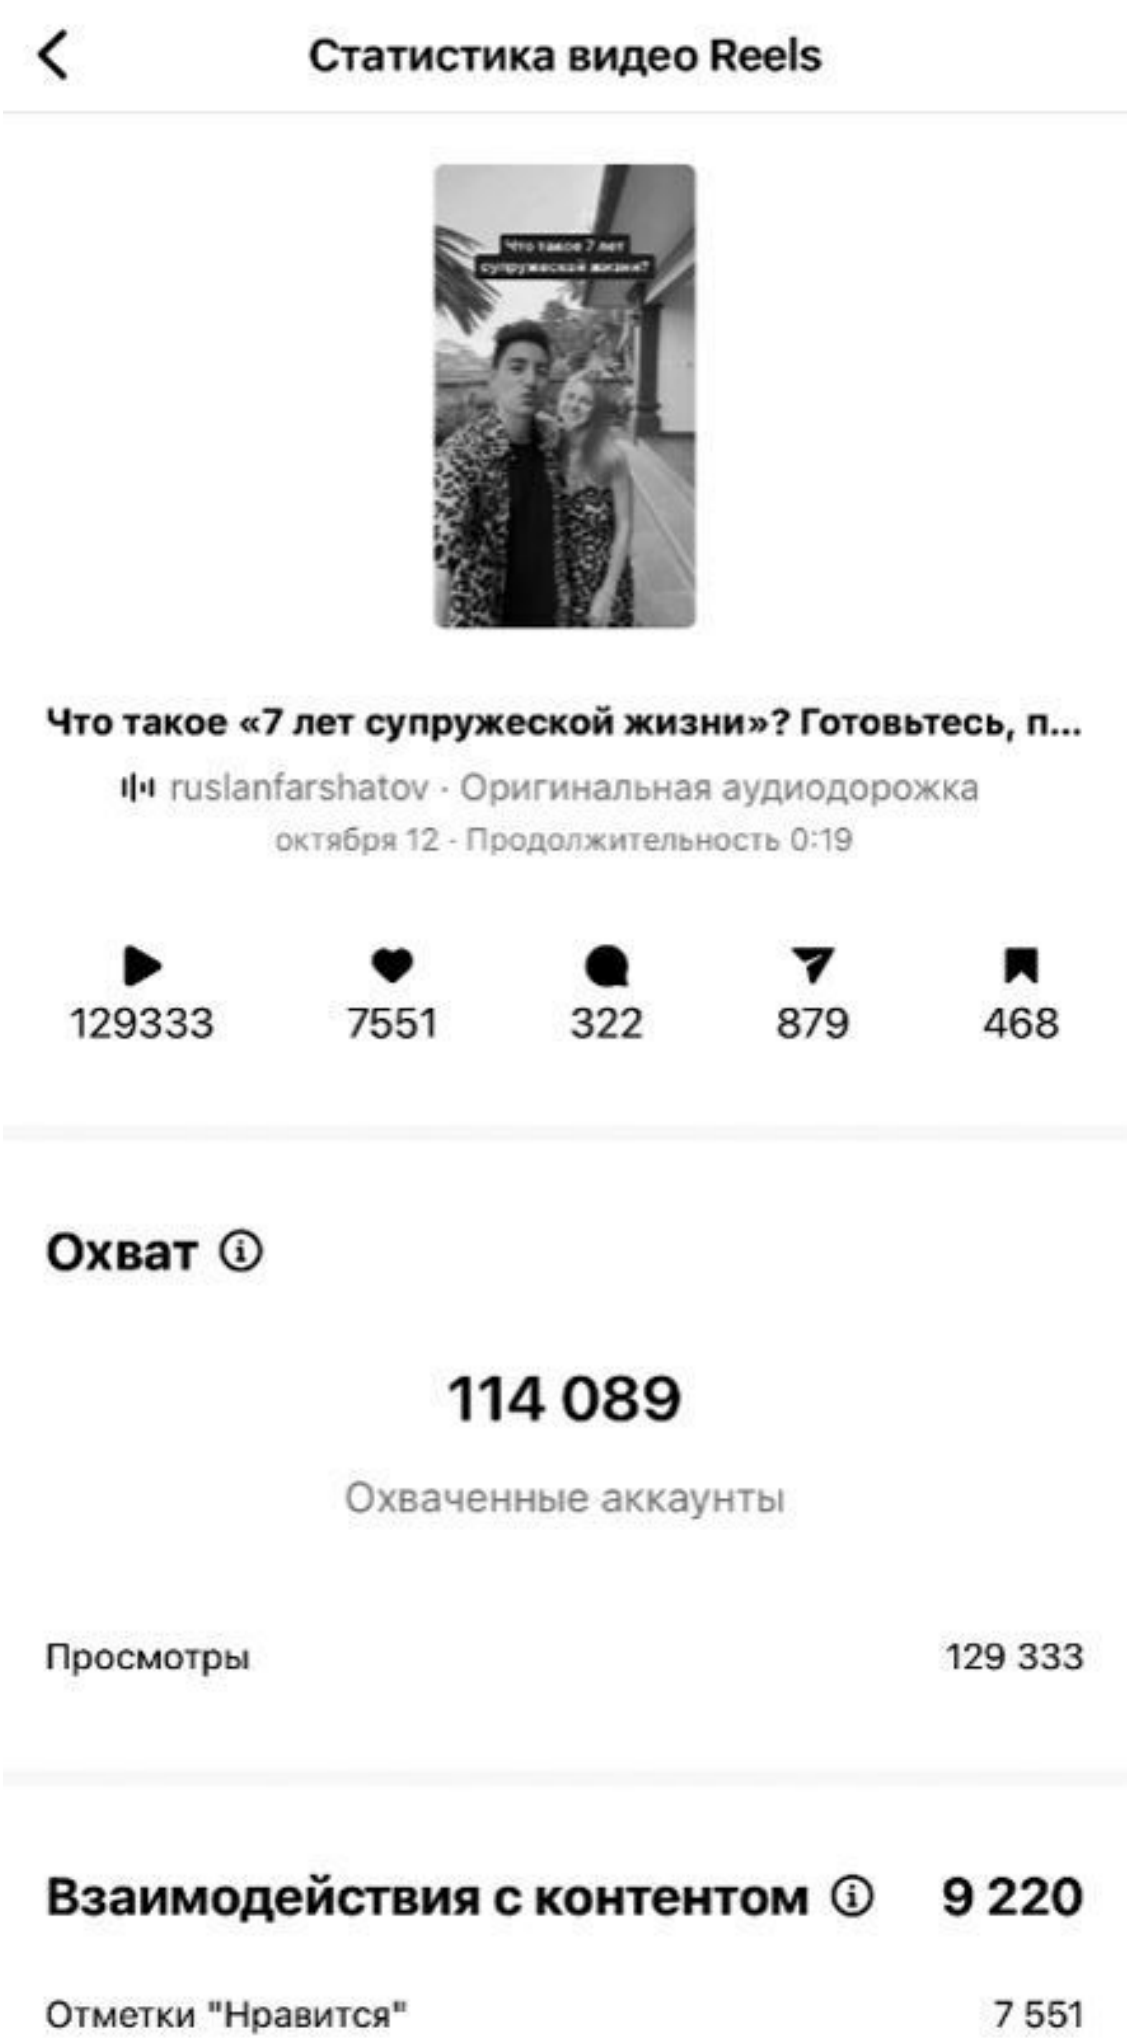 Статистика видео Reels
Что такое 7 лет
супружеской жизни?
Что такое «7 лет супружеской жизни»? Готовьтесь, п...
ruslanfarshatov · Оригинальная аудиодорожка
октября 12 · Продолжительность 0:19
129333 7551 322 879 468
Охват
114 089
Охваченные аккаунты
Просмотры 129 333
Взаимодействия с контентом 9 220
Отметки "Нравится" 7 551